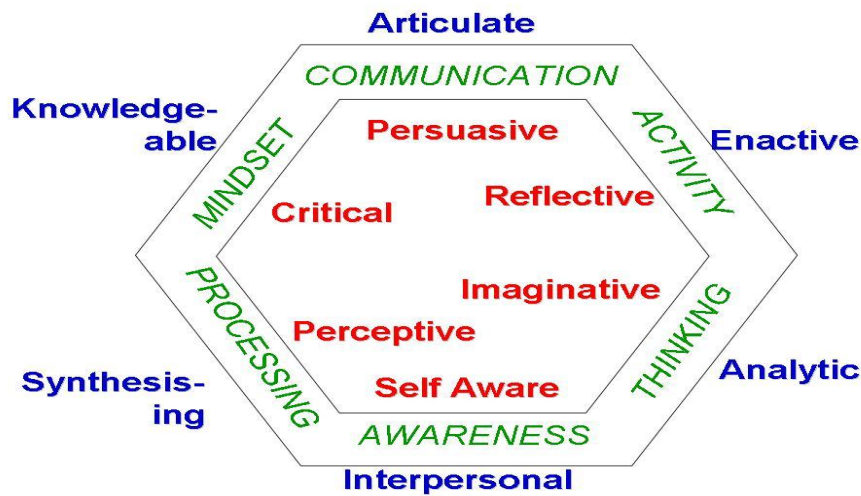 Articulate
COMMUNICATION
Knowledge-
able
Persuasive
MINDSET
ACTIVITY
Enactive
Critical
Reflective
Imaginative
PROCESSING
Perceptive
THINKING
Synthesis-
ing
Self Aware
Analytic
AWARENESS
Interpersonal